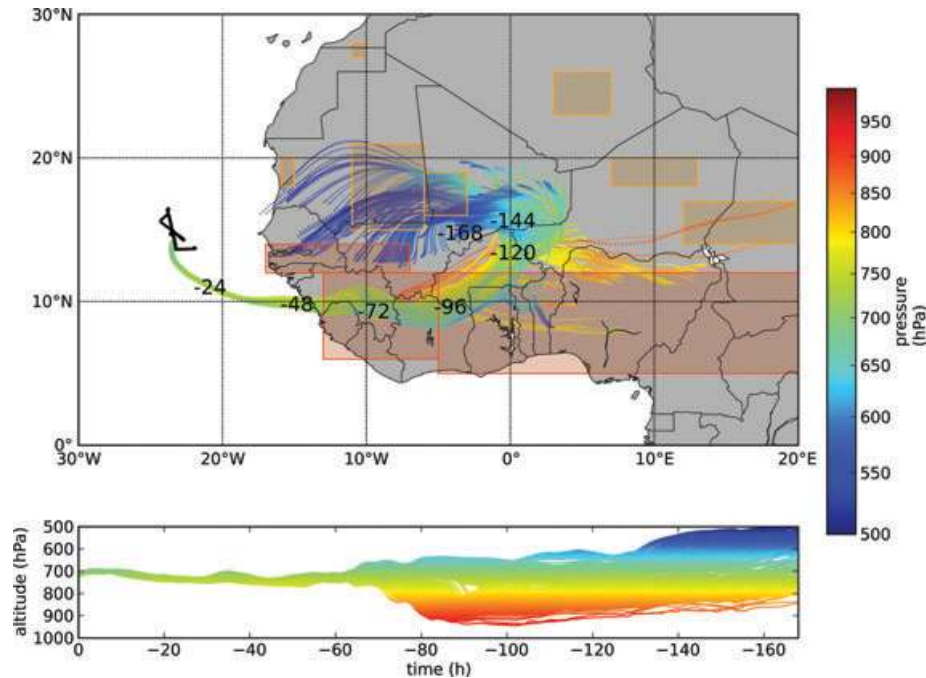 30°N
20°N
10°N
0°
30°W 20°W 10°W 0° 10°E 20°E
-24
-48
-72
-96
-120
-144
-168
950
900
850
800
750
700
650
600
550
500
pressure
(hPa)
500
600
700
800
900
1000
altitude (hPa)
0 −20 −40 −60 −80 −100 −120 −140 −160
time (h)